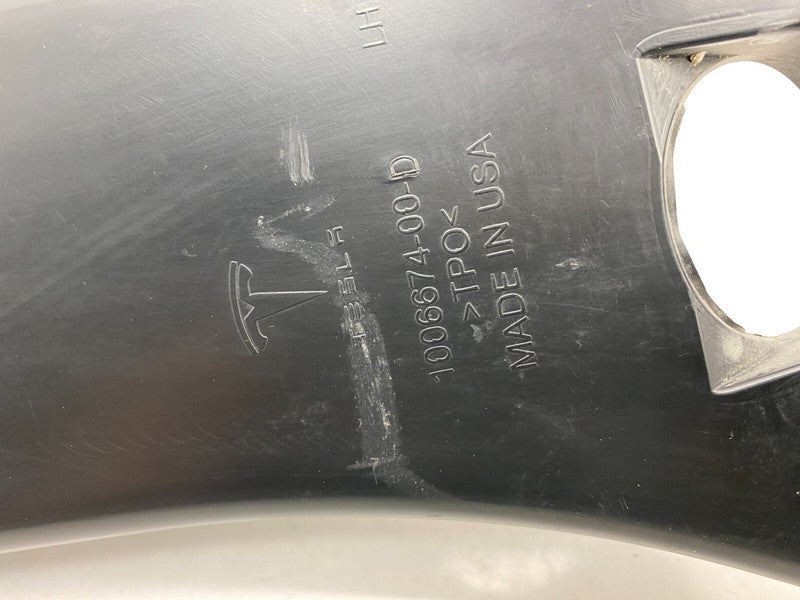 LH
TESLA
1006674-00-D
>TPO<
MADE IN USA